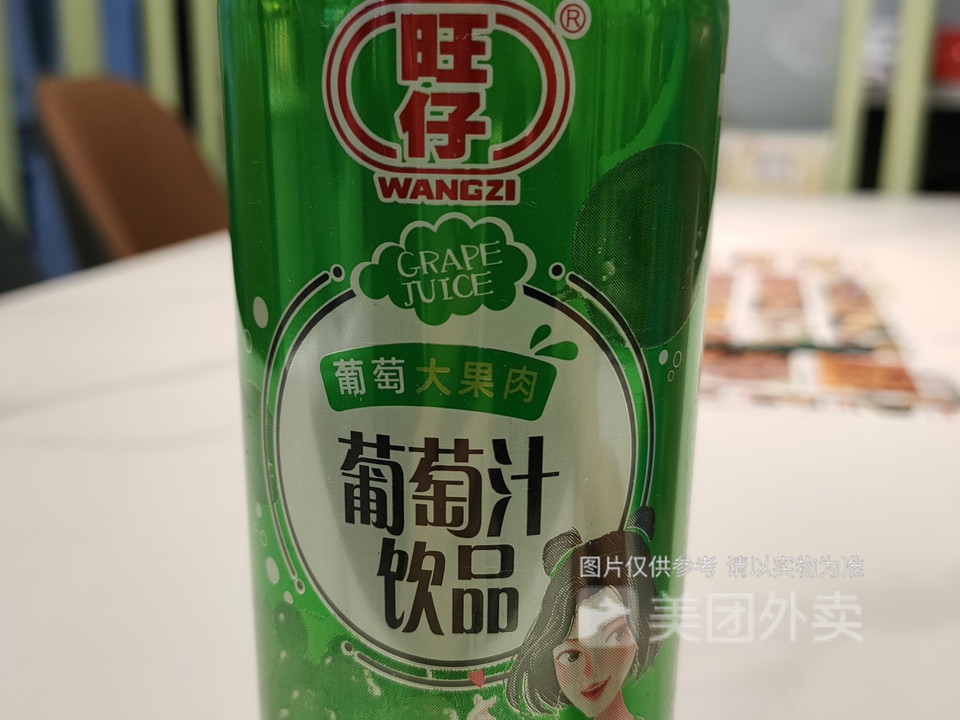 旺
仔
®
WANGZI
GRAPE
JUICE
葡萄大果肉
葡萄汁
饮品
图片仅供参考 请以实物为准
美团外卖